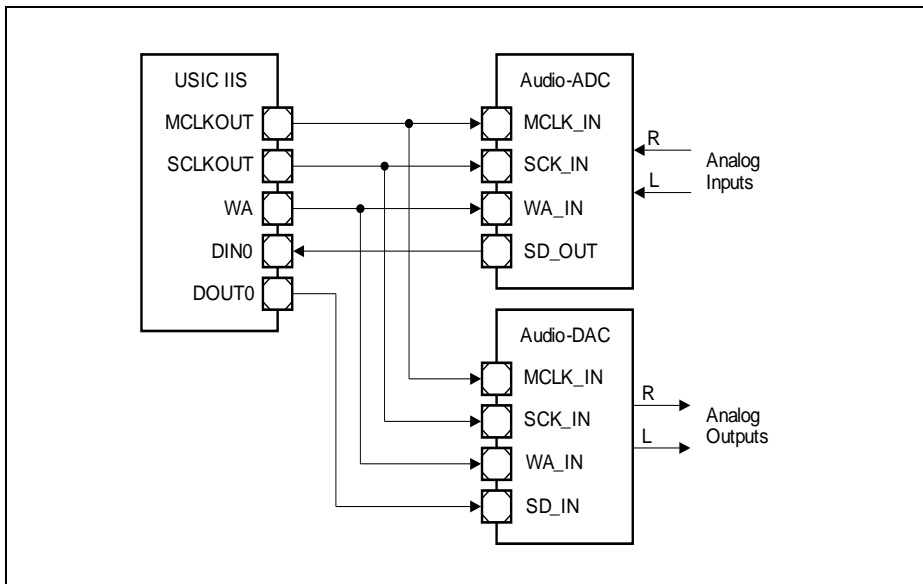 USIC IIS
MCLKOUT
SCLKOUT
WA
DIN0
DOUT0
Audio-ADC
MCLK_IN
SCK_IN
WA_IN
SD_OUT
R
L
Analog
Inputs
Audio-DAC
MCLK_IN
SCK_IN
WA_IN
SD_IN
R
L
Analog
Outputs